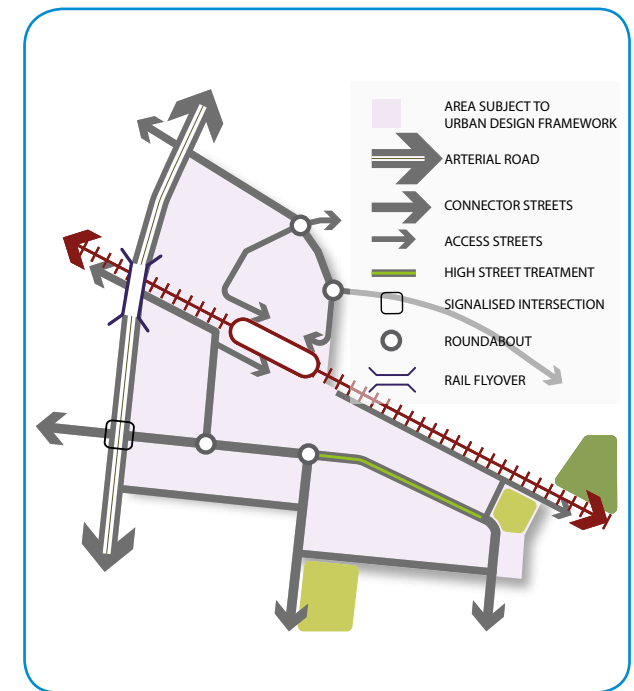 AREA SUBJECT TO
URBAN DESIGN FRAMEWORK
ARTERIAL ROAD
CONNECTOR STREETS
ACCESS STREETS
HIGH STREET TREATMENT
SIGNALISED INTERSECTION
ROUNDABOUT
RAIL FLYOVER